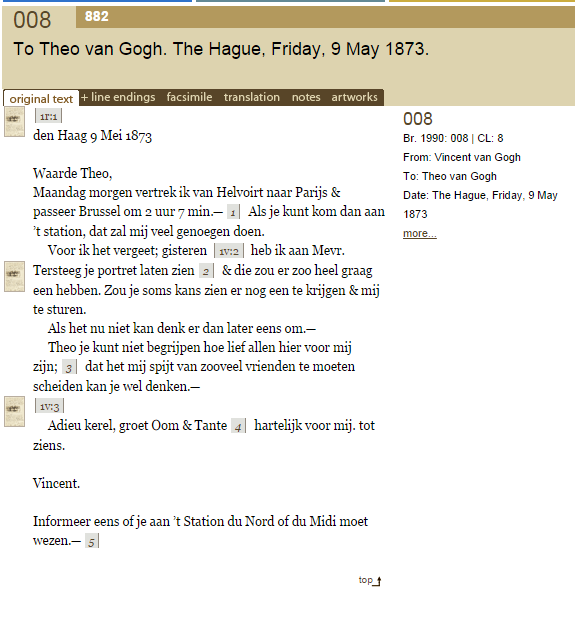 008
882
To Theo van Gogh. The Hague, Friday, 9 May 1873.
original text + line endings facsimile translation notes artworks
1r:1
den Haag 9 Mei 1873
Waarde Theo,
Maandag morgen vertrek ik van Helvoirt naar Parijs &
passeer Brussel om 2 uur 7 min.— 1 Als je kunt kom dan aan
’t station, dat zal mij veel genoegen doen.
Voor ik het vergeet; gisteren 1v:2 heb ik aan Mevr.
Tersteeg je portret laten zien 2 & die zou er zoo heel graag
een hebben. Zou je soms kans zien er nog een te krijgen & mij
te sturen.
Als het nu niet kan denk er dan later eens om.—
Theo je kunt niet begrijpen hoe lief allen hier voor mij
zijn; 3 dat het mij spijt van zooveel vrienden te moeten
scheiden kan je wel denken.—
1v:3
Adieu kerel, groet Oom & Tante 4 hartelijk voor mij. tot
ziens.
Vincent.
Informeer eens of je aan ’t Station du Nord of du Midi moet
wezen.— 5
top
008
Br. 1990: 008 | CL: 8
From: Vincent van Gogh
To: Theo van Gogh
Date: The Hague, Friday, 9 May
1873
more...